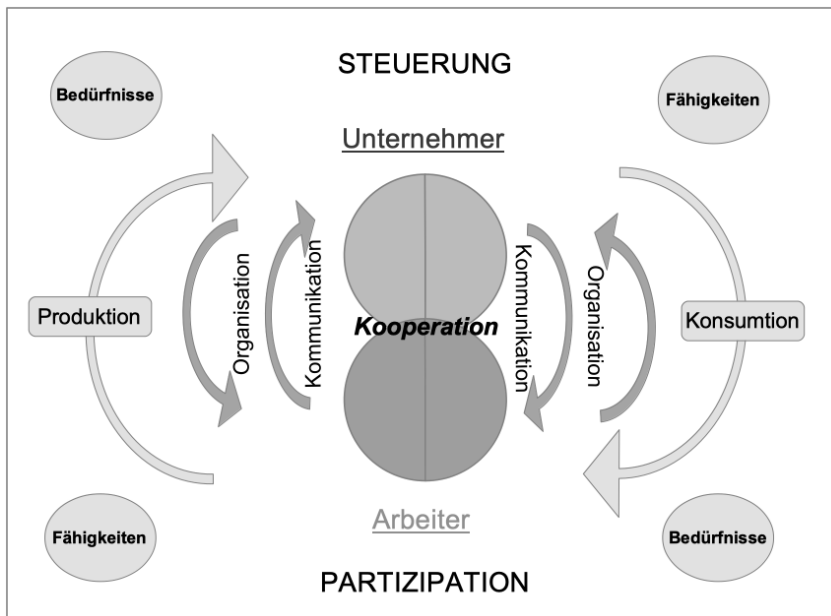 STEUERUNG
Bedürfnisse
Fähigkeiten
Unternehmer
Organisation
Kommunikation
Kommunikation
Organisation
Produktion
Kooperation
Konsumtion
Arbeiter
Fähigkeiten
Bedürfnisse
PARTIZIPATION